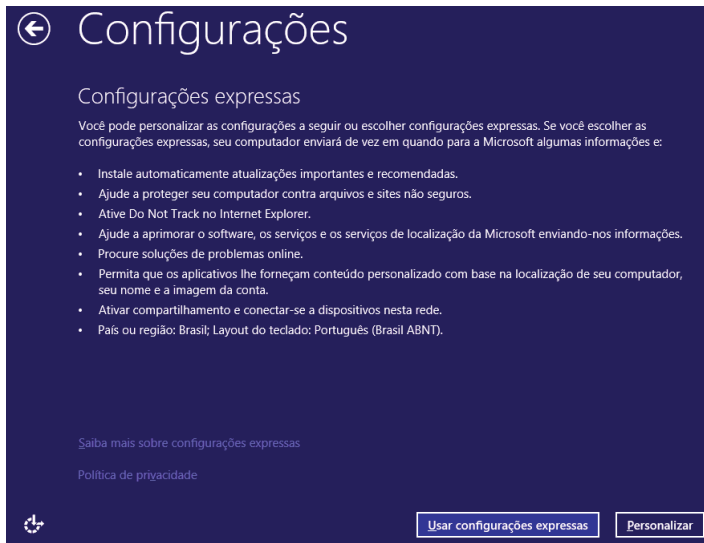 Configurações
Configurações expressas
Você pode personalizar as configurações a seguir ou escolher configurações expressas. Se você escolher as
configurações expressas, seu computador enviará de vez em quando para a Microsoft algumas informações e:
• Instale automaticamente atualizações importantes e recomendadas.
• Ajude a proteger seu computador contra arquivos e sites não seguros.
• Ative Do Not Track no Internet Explorer.
• Ajude a aprimorar o software, os serviços e os serviços de localização da Microsoft enviando-nos informações.
• Procure soluções de problemas online.
• Permita que os aplicativos lhe forneçam conteúdo personalizado com base na localização de seu computador,
seu nome e a imagem da conta.
• Ativar compartilhamento e conectar-se a dispositivos nesta rede.
• País ou região: Brasil; Layout do teclado: Português (Brasil ABNT).
Saiba mais sobre configurações expressas
Política de privacidade
Usar configurações expressas
Personalizar